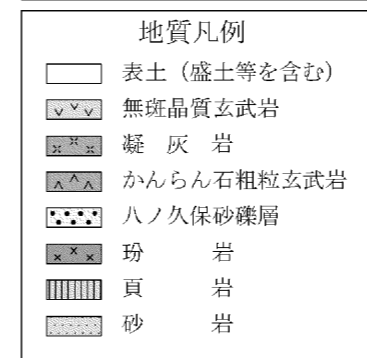 地質凡例
表土（盛土等を含む）
無斑晶質玄武岩
凝 灰 岩
かんらん石粗粒玄武岩
八ノ久保砂礫層
玢 岩
頁 岩
砂 岩